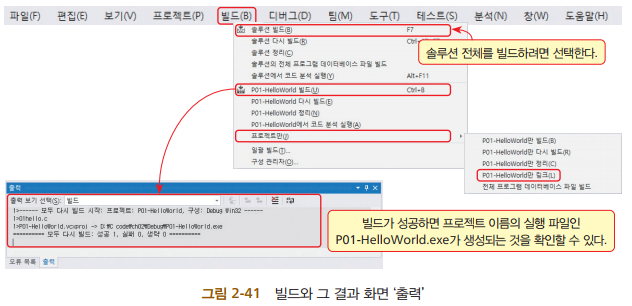 파일(F) 편집(E) 보기(V) 프로젝트(P) 빌드(B) 디버그(D) 팀(M) 도구(T) 테스트(S) 분석(N) 창(W) 도움말(H)
솔루션 빌드(B) F7
솔루션 다시 빌드(R)
솔루션 정리(C)
솔루션의 전체 프로그램 데이터베이스 파일 빌드
솔루션에서 코드 분석 실행(Y) Alt+F11
솔루션 전체를 빌드하려면 선택한다.
P01-HelloWorld 빌드(U) Ctrl+B
P01-HelloWorld 다시 빌드(E)
P01-HelloWorld 정리(N)
P01-HelloWorld에서 코드 분석 실행(A)
프로젝트만(J)
일괄 빌드(T)...
구성 관리자(O)...
P01-HelloWorld만 빌드(B)
P01-HelloWorld만 다시 빌드(R)
P01-HelloWorld만 정리(C)
P01-HelloWorld만 링크(L)
전체 프로그램 데이터베이스 파일 빌드
출력
출력 보기 선택(S): 빌드
1>------ 모두 다시 빌드 시작: 프로젝트: P01-HelloWorld, 구성: Debug Win32 ------
1>01hello.c
========== 모두 다시 빌드: 성공 1, 실패 0, 생략 0 ==========
오류 목록 출력
빌드가 성공하면 프로젝트 이름의 실행 파일인
P01-HelloWorld.exe가 생성되는 것을 확인할 수 있다.
그림 2-41 빌드와 그 결과 화면 '출력'